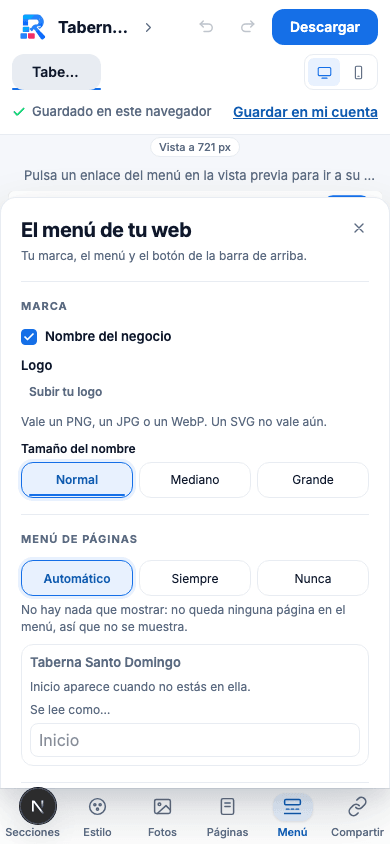 R
Tabern...
Descargar
Tabe...
Guardado en este navegador
Guardar en mi cuenta
Vista a 721 px
Pulsa un enlace del menú en la vista previa para ir a su ...
El menú de tu web
Tu marca, el menú y el botón de la barra de arriba.
MARCA
Nombre del negocio
Logo
Subir tu logo
Vale un PNG, un JPG o un WebP. Un SVG no vale aún.
Tamaño del nombre
Normal Mediano Grande
MENÚ DE PÁGINAS
Automático Siempre Nunca
No hay nada que mostrar: no queda ninguna página en el
menú, así que no se muestra.
Taberna Santo Domingo
Inicio aparece cuando no estás en ella.
Se lee como...
Inicio
N
Secciones Estilo Fotos Páginas Menú Compartir